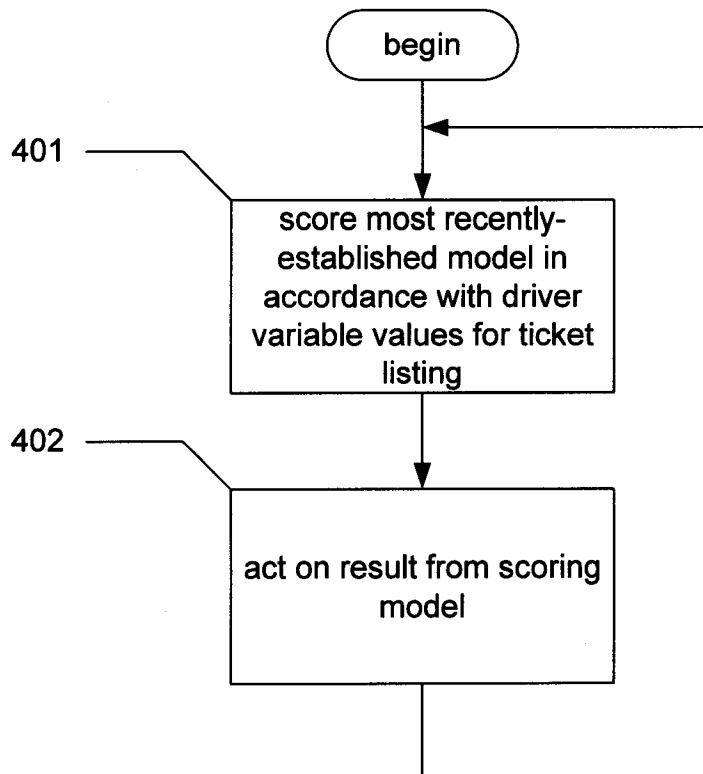 begin
401
score most recently-
established model in
accordance with driver
variable values for ticket
listing
402
act on result from scoring
model